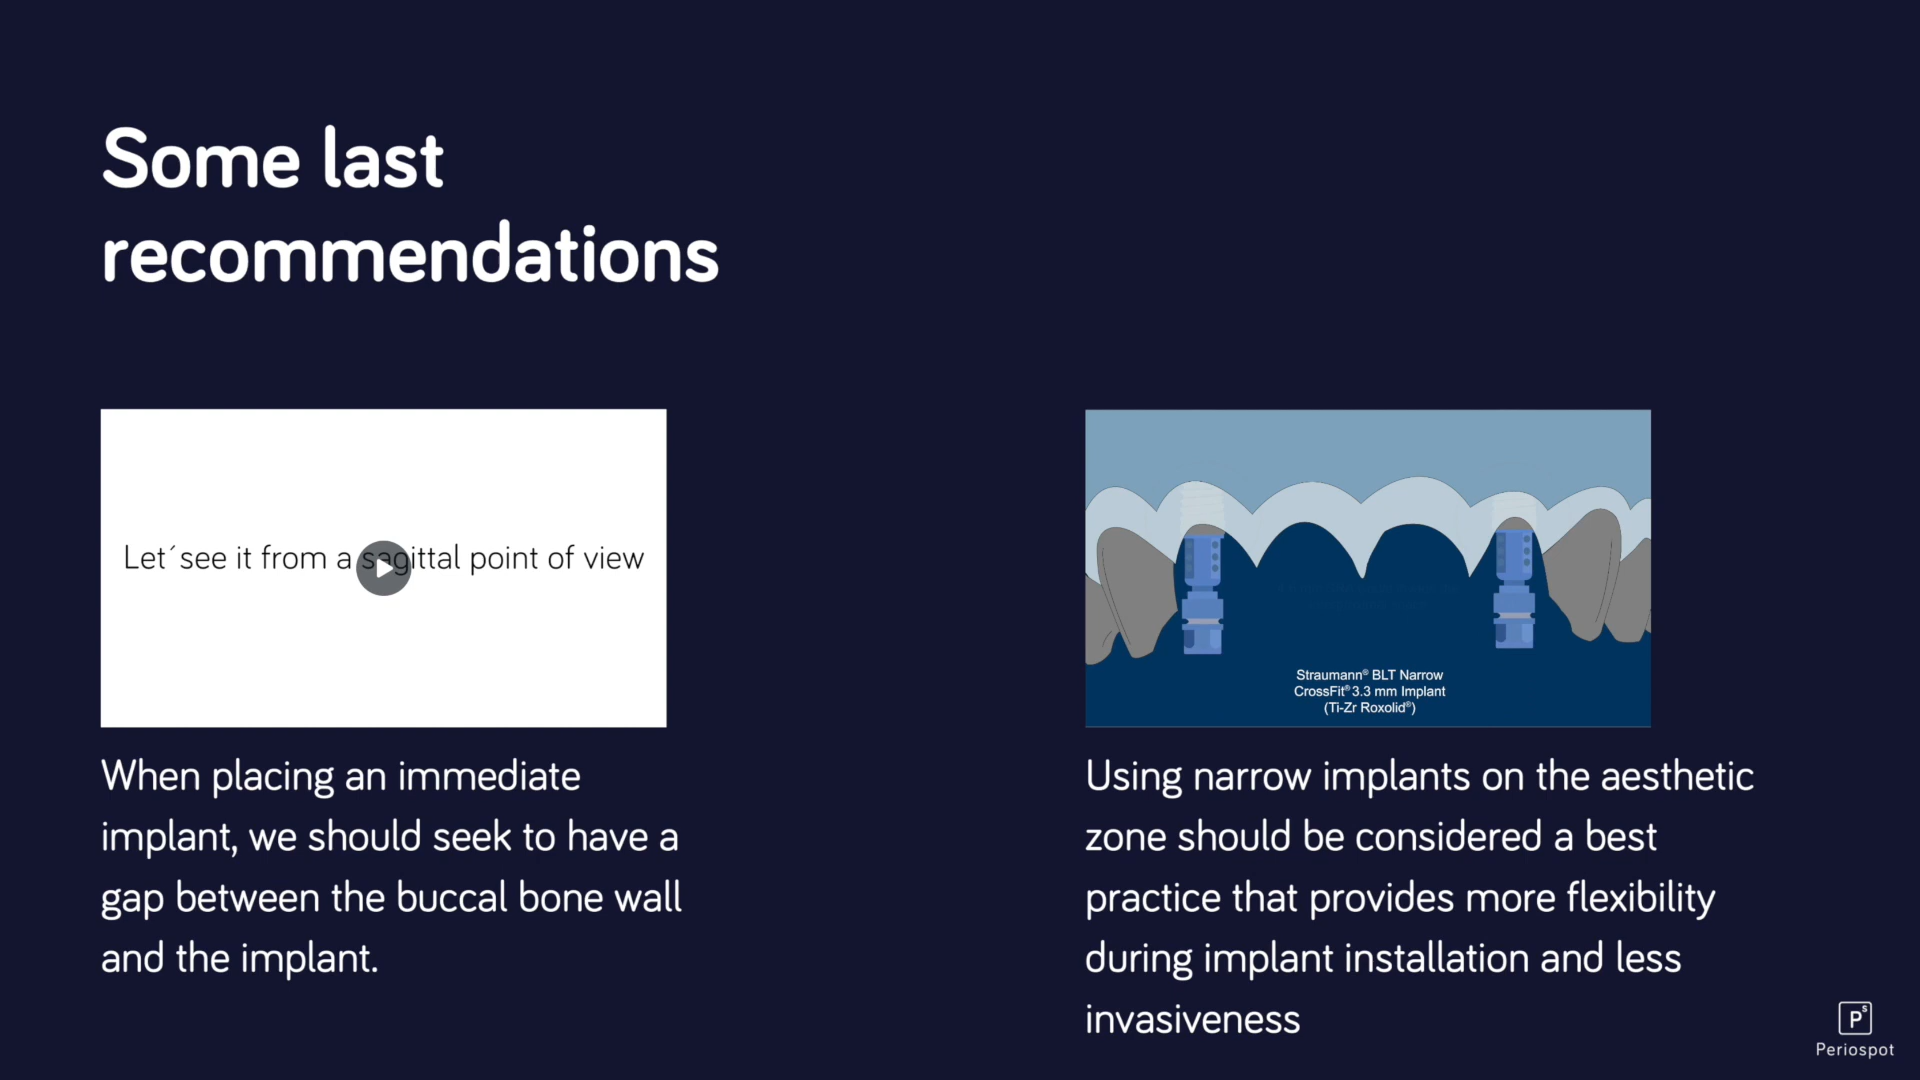 Some last
recommendations
Let´see it from a sagittal point of view
When placing an immediate
implant, we should seek to have a
gap between the buccal bone wall
and the implant.
Straumann® BLT Narrow
CrossFit® 3.3 mm Implant
(Ti-Zr Roxolid®)
Using narrow implants on the aesthetic
zone should be considered a best
practice that provides more flexibility
during implant installation and less
invasiveness
Ps
Periospot